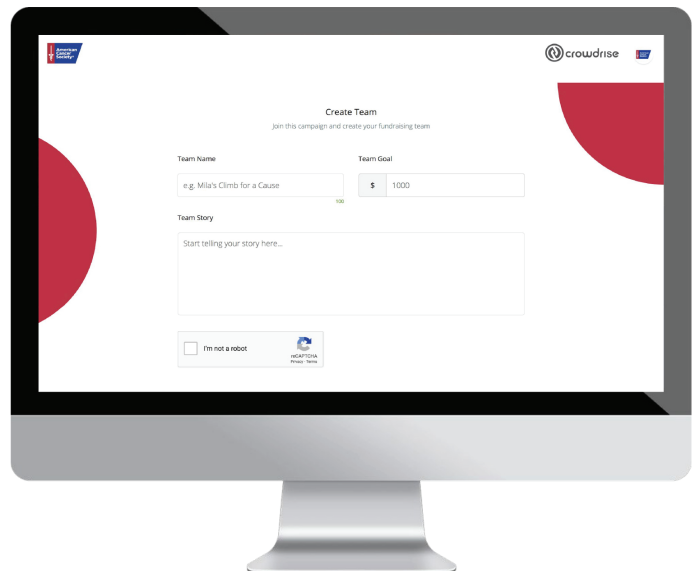 American
Cancer
Society
crowdrise
Create Team
Join this campaign and create your fundraising team
Team Name
Team Goal
e.g. Mila's Climb for a Cause
$ 1000
100
Team Story
Start telling your story here...
I'm not a robot
reCAPTCHA
Privacy - Terms